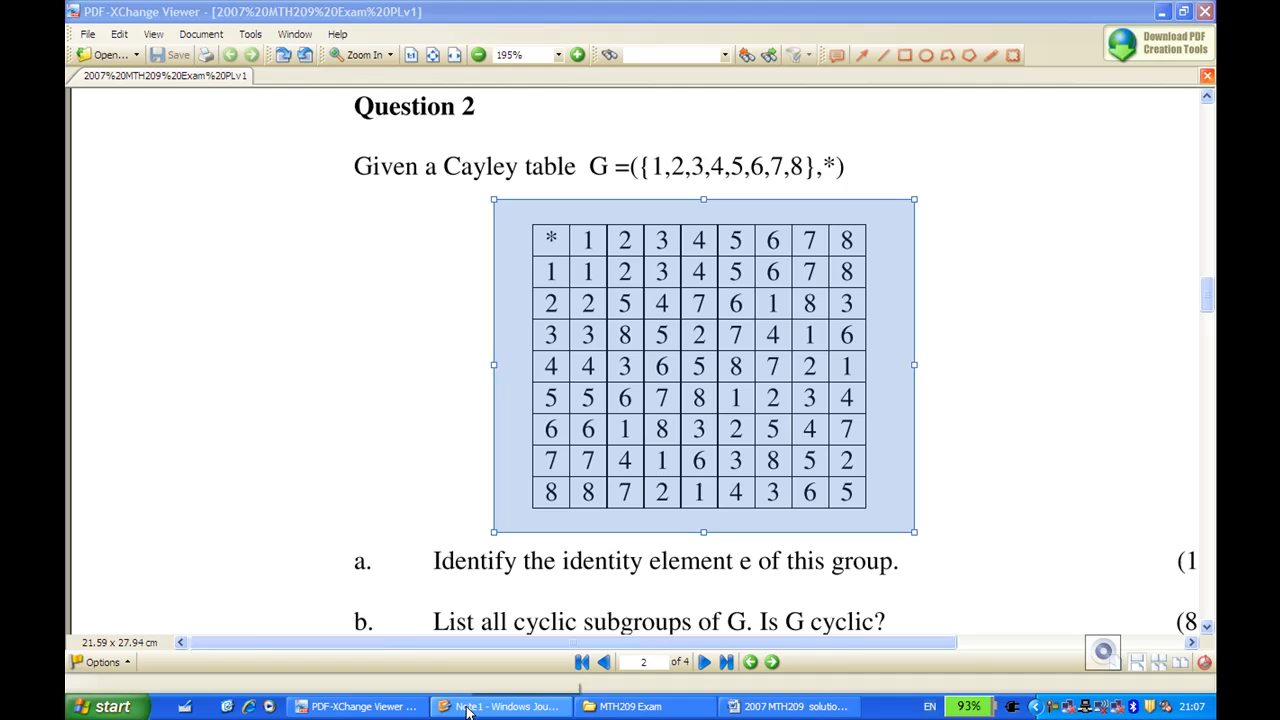 PDF-XChange Viewer - [2007%20MTH209%20Exam%20PLv1]
File Edit View Document Tools Window Help
Open... Save Zoom In 195%
Download PDF
Creation Tools
2007%20MTH209%20Exam%20PLv1
Question 2
Given a Cayley table G =({1,2,3,4,5,6,7,8},*)
* 1 2 3 4 5 6 7 8
1 1 2 3 4 5 6 7 8
2 2 5 4 7 6 1 8 3
3 3 8 5 2 7 4 1 6
4 4 3 6 5 8 7 2 1
5 5 6 7 8 1 2 3 4
6 6 1 8 3 2 5 4 7
7 7 4 1 6 3 8 5 2
8 8 7 2 1 4 3 6 5
a. Identify the identity element e of this group. (1
b. List all cyclic subgroups of G. Is G cyclic? (8
21.59 x 27.94 cm
Options 2 of 4
start PDF-XChange Viewer ... Note1 - Windows Jou... MTH209 Exam 2007 MTH209 solutio... EN 93% 21:07